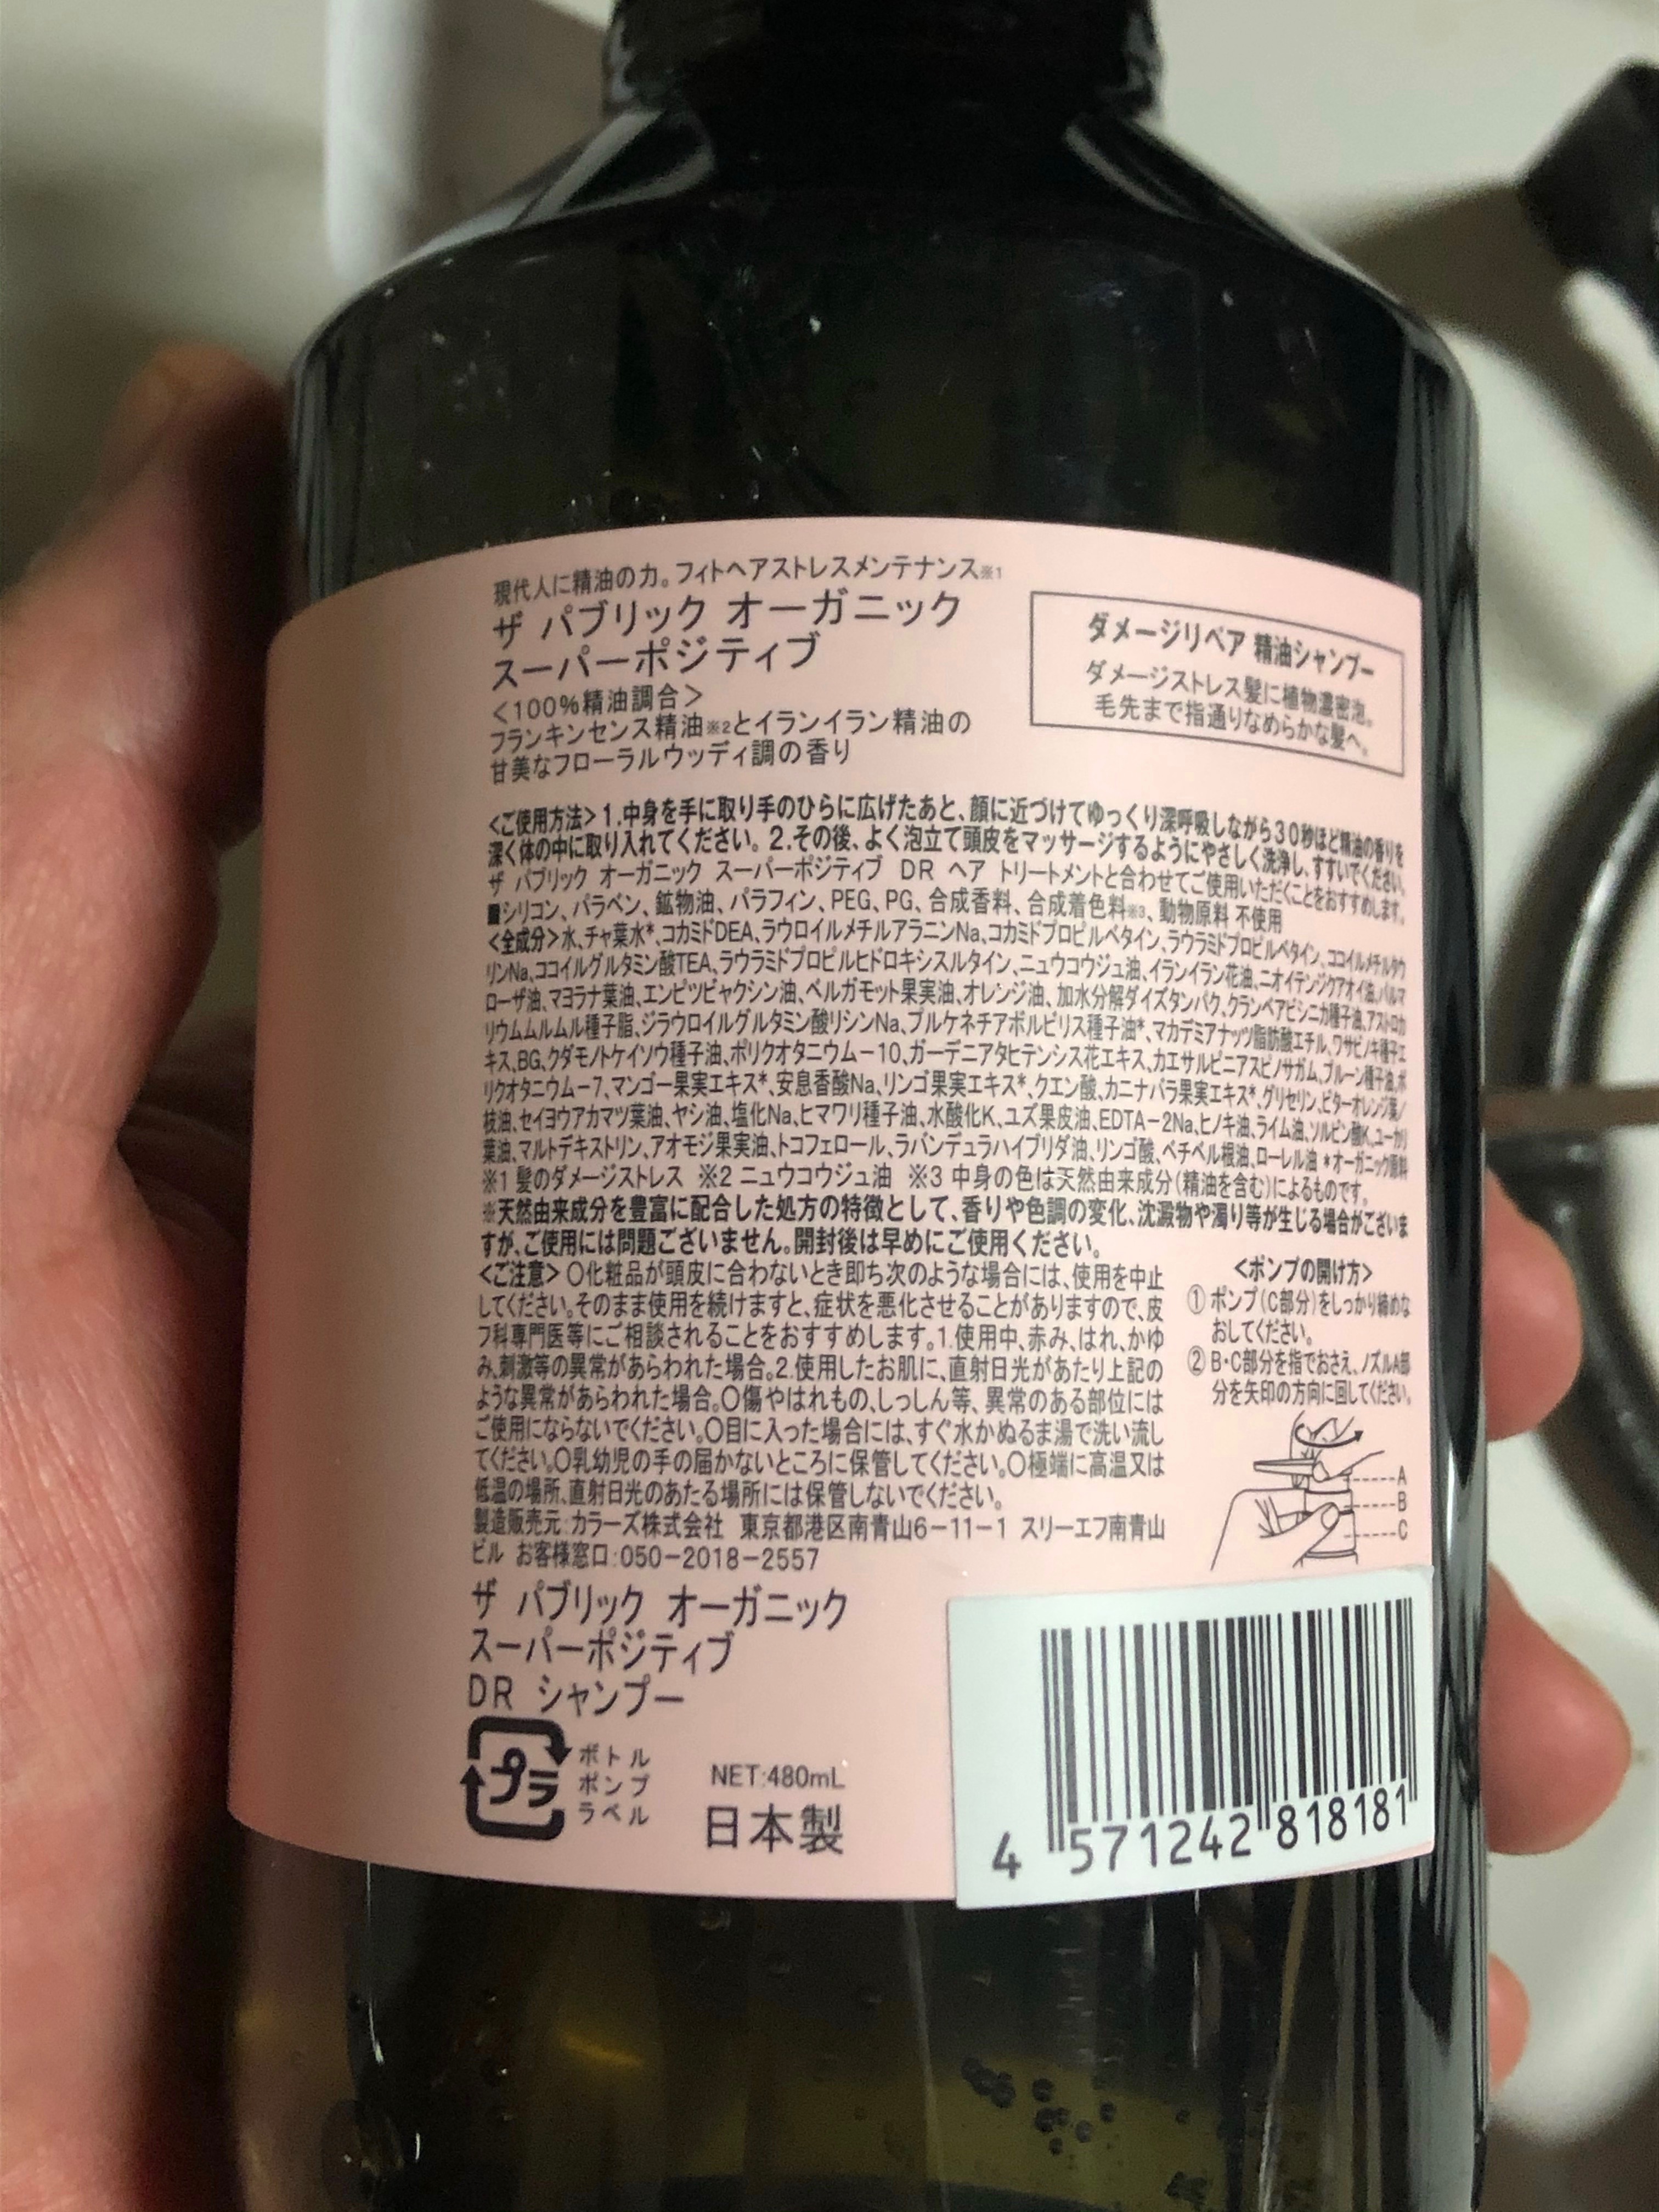 現代人に精油の力。フィトヘアストレスメンテナンス※1
ザ パブリック オーガニック
スーパーポジティブ
<100%精油調合>
フランキンセンス精油※2とイランイラン精油の
甘美なフローラルウッディ調の香り
ダメージリペア 精油シャンプー
ダメージストレス髪に植物濃密泡。
毛先まで指通りなめらかな髪へ。
<ご使用方法>1.中身を手に取り手のひらに広げたあと、顔に近づけてゆっくり深呼吸しながら30秒ほど精油の香りを
深く体の中に取り入れてください。2.その後、よく泡立て頭皮をマッサージするようにやさしく洗浄し、すすいでください。
ザ パブリック オーガニック スーパーポジティブ DR ヘア トリートメントと合わせてご使用いただくことをおすすめします。
■シリコン、パラベン、鉱物油、パラフィン、PEG、PG、合成香料、合成着色料※3、動物原料 不使用
<全成分>水、チャ葉水*、コカミドDEA、ラウロイルメチルアラニンNa、コカミドプロピルベタイン、ラウラミドプロピルベタイン、ココイルメチルタウ
リンNa、ココイルグルタミン酸TEA、ラウラミドプロピルヒドロキシスルタイン、ニュウコウジュ油、イランイラン花油、ニオイテンジクアオイ油、パルマ
ローザ油、マヨラナ葉油、エンピツビャクシン油、ベルガモット果実油、オレンジ油、加水分解ダイズタンパク、クランベアビシニカ種子油、アストロカ
リウムムルムル種子脂、ジラウロイルグルタミン酸リシンNa、プルケネチアボルビリス種子油*、マカデミアナッツ脂肪酸エチル、ワサビノキ種子エ
キス、BG、クダモノトケイソウ種子油、ポリクオタニウム−10、ガーデニアタヒテンシス花エキス、カエサルピニアスピノサガム、プルーン種子油、ポ
リクオタニウム−7、マンゴー果実エキス*、安息香酸Na、リンゴ果実エキス*、クエン酸、カニナバラ果実エキス*、グリセリン、ビターオレンジ葉/
枝油、セイヨウアカマツ葉油、ヤシ油、塩化Na、ヒマワリ種子油、水酸化K、ユズ果皮油、EDTA−2Na、ヒノキ油、ライム油、ソルビン酸K、ユーカリ
葉油、マルトデキストリン、アオモジ果実油、トコフェロール、ラバンデュラハイブリダ油、リンゴ酸、ベチベル根油、ローレル油 *オーガニック原料
※1 髪のダメージストレス ※2 ニュウコウジュ油 ※3 中身の色は天然由来成分(精油を含む)によるものです。
※天然由来成分を豊富に配合した処方の特徴として、香りや色調の変化、沈澱物や濁り等が生じる場合がございま
すが、ご使用には問題ございません。開封後は早めにご使用ください。
<ご注意>〇化粧品が頭皮に合わないとき即ち次のような場合には、使用を中止
してください。そのまま使用を続けますと、症状を悪化させることがありますので、皮
フ科専門医等にご相談されることをおすすめします。1.使用中、赤み、はれ、かゆ
み、刺激等の異常があらわれた場合。2.使用したお肌に、直射日光があたり上記の
ような異常があらわれた場合。〇傷やはれもの、しっしん等、異常のある部位には
ご使用にならないでください。〇目に入った場合には、すぐ水かぬるま湯で洗い流し
てください。〇乳幼児の手の届かないところに保管してください。〇極端に高温又は
低温の場所、直射日光のあたる場所には保管しないでください。
製造販売元:カラーズ株式会社 東京都港区南青山6−11−1 スリーエフ南青山
ビル お客様窓口:050−2018−2557
<ポンプの開け方>
① ポンプ(C部分)をしっかり締めな
おしてください。
② B・C部分を指でおさえ、ノズルA部
分を矢印の方向に回してください。
A
B
C
ザ パブリック オーガニック
スーパーポジティブ
DR シャンプー
プラ
ボトル
ポンプ
ラベル
NET:480mL
日本製
4 571242 818181